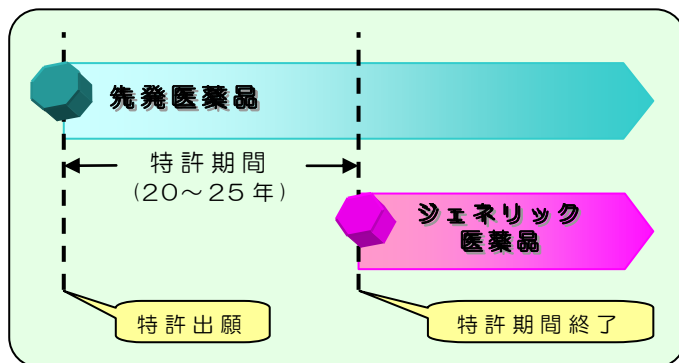 先発医薬品
特許期間
(20～25年)
ジェネリック
医薬品
特許出願
特許期間終了